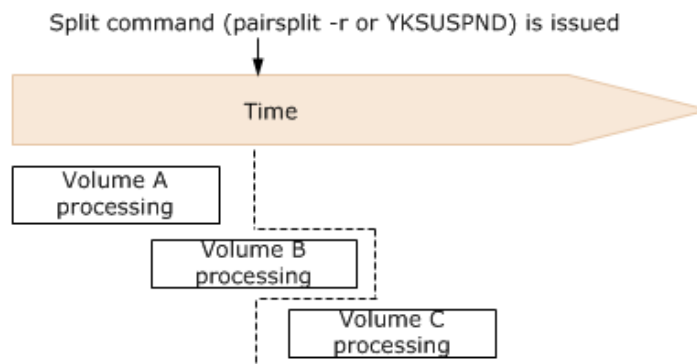 Split command (pairsplit -r or YKSUSPND) is issued
Time
Volume A
processing
Volume B
processing
Volume C
processing